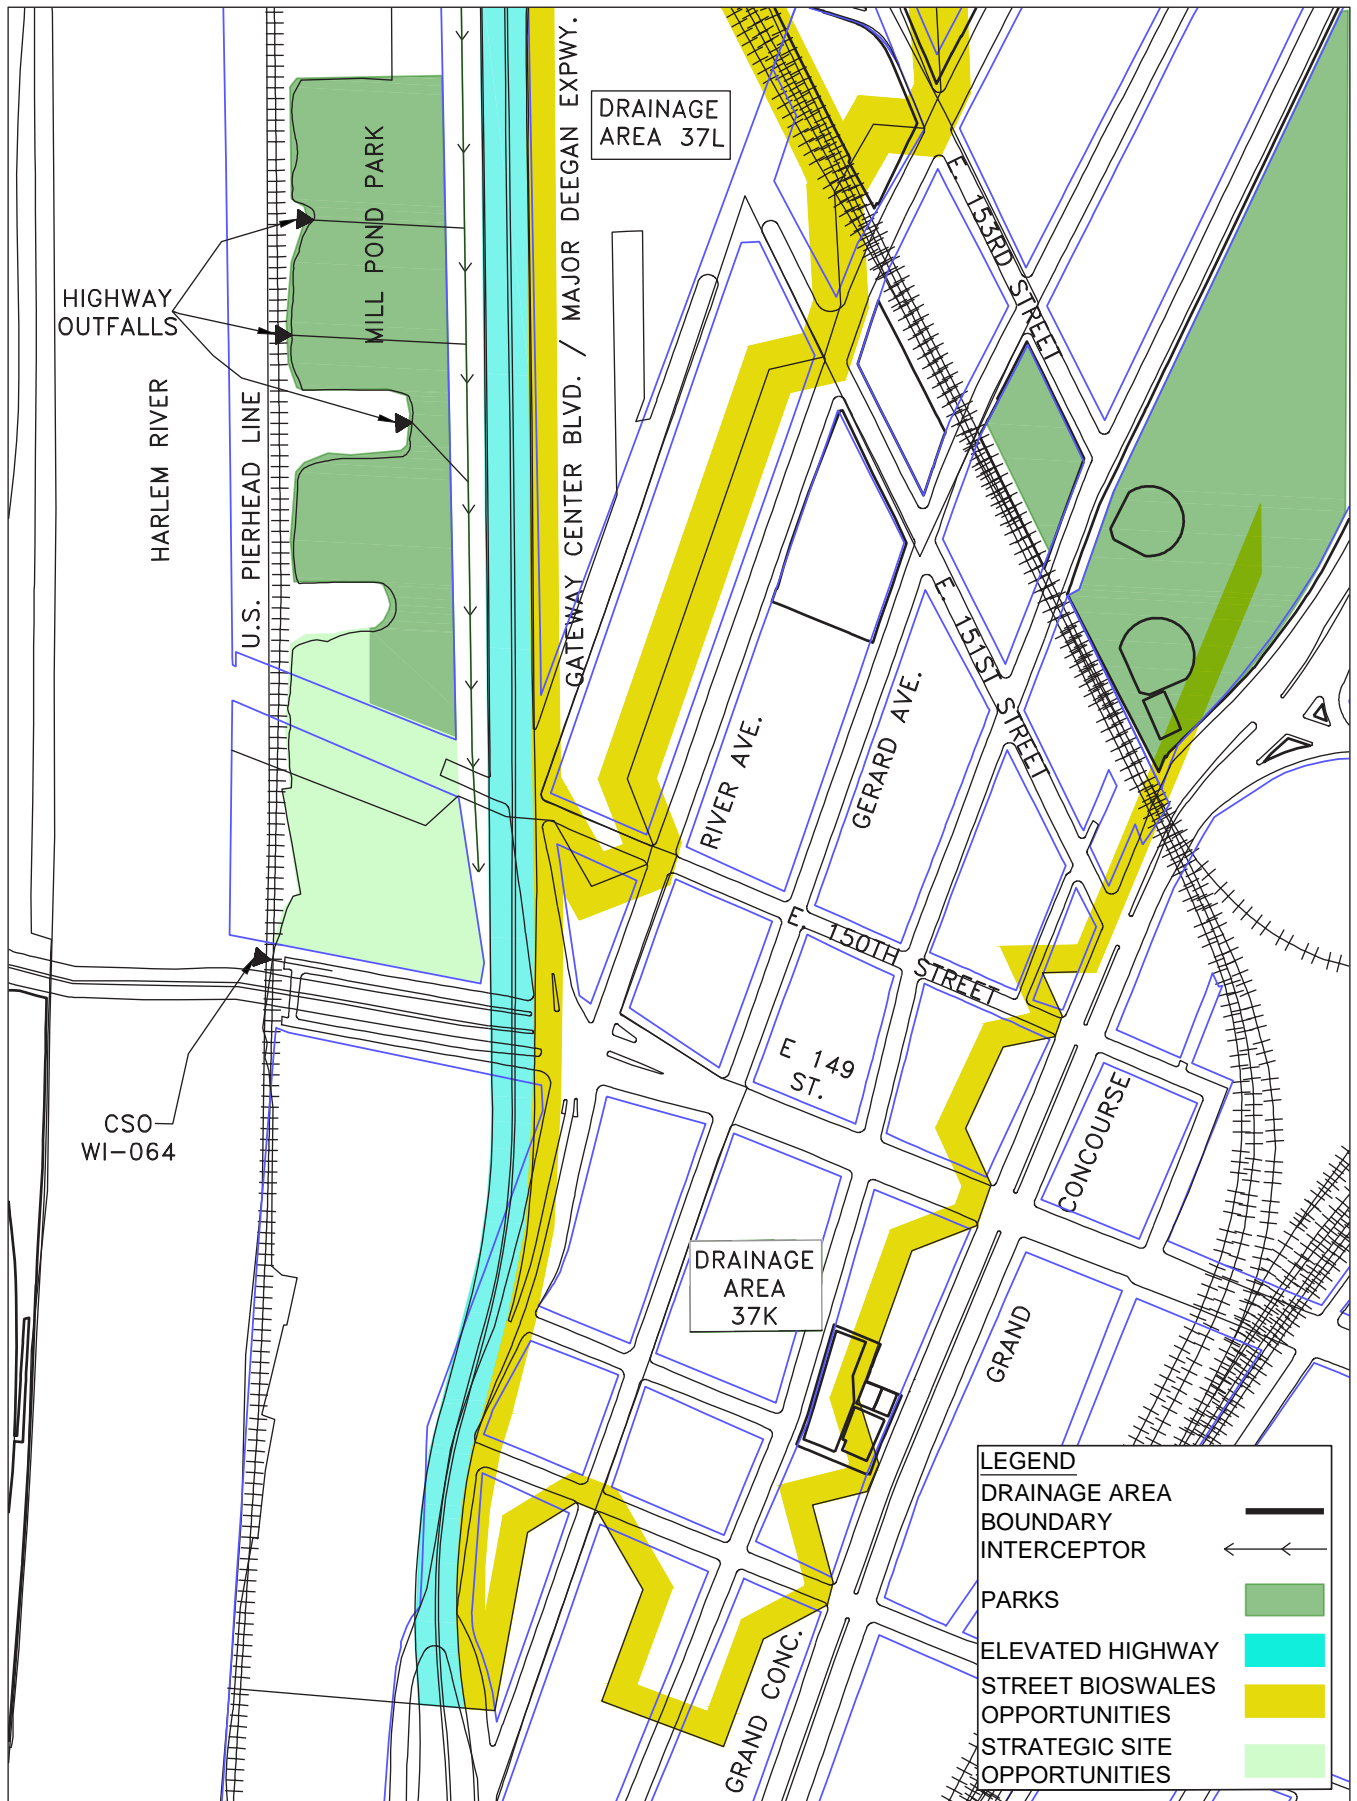 DRAINAGE
AREA 37L
GATEWAY CENTER BLVD. / MAJOR DEEGAN EXPWY.
MILL POND PARK
HIGHWAY
OUTFALLS
HARLEM RIVER
U.S. PIERHEAD LINE
E. 153RD STREET
E. 151ST STREET
RIVER AVE.
GERARD AVE.
E. 150TH STREET
E 149
ST.
CSO
WI-064
CONCOURSE
GRAND
DRAINAGE
AREA
37K
GRAND CONC.
LEGEND
DRAINAGE AREA
BOUNDARY
INTERCEPTOR
PARKS
ELEVATED HIGHWAY
STREET BIOSWALES
OPPORTUNITIES
STRATEGIC SITE
OPPORTUNITIES